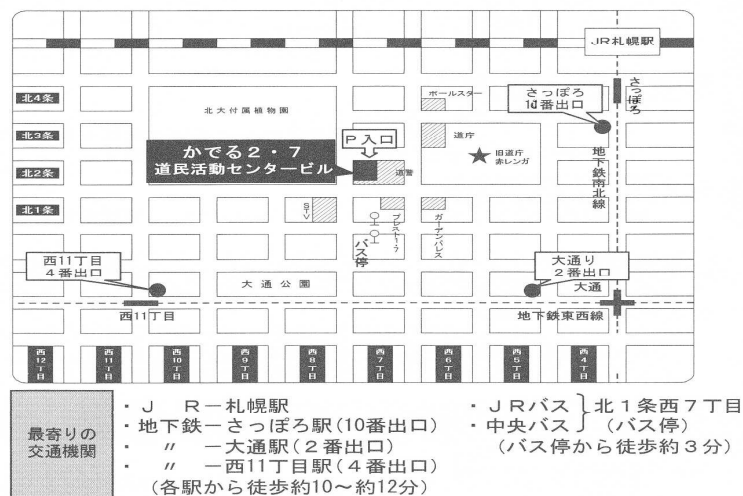 JR札幌駅
さっぽろ
さっぽろ
10番出口
北4条
北大付属植物園
ポールスター
北3条
P入口
道庁
旧道庁
赤レンガ
地下鉄南北線
かでる2・7
道民活動センタービル
北2条
道警
北1条
STV
バス停
プレスト1・7
ガーデンパレス
西11丁目
4番出口
大通り
2番出口
大通公園
大通
西11丁目
地下鉄東西線
西12丁目
西11丁目
西10丁目
西9丁目
西8丁目
西7丁目
西6丁目
西5丁目
西4丁目
最寄りの
交通機関
・J R－札幌駅
・地下鉄－さっぽろ駅(10番出口)
・ 〃 －大通駅(2番出口)
・ 〃 －西11丁目駅(4番出口)
(各駅から徒歩約10～約12分)
・JRバス}北1条西7丁目
・中央バス (バス停)
(バス停から徒歩約3分)